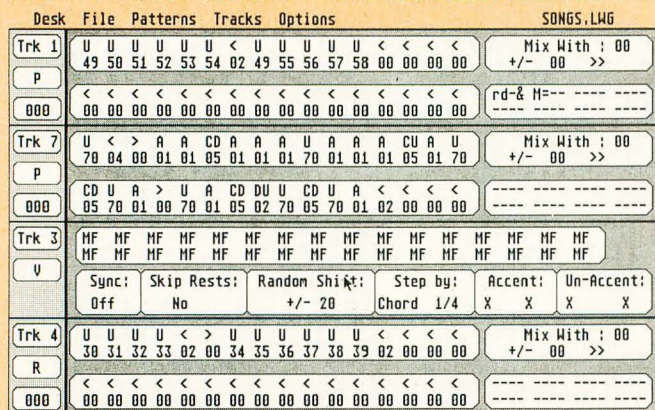 Desk File Patterns Tracks Options SONGS.LWG
Trk 1
U U U U U U < U U U U U < < < <
49 50 51 52 53 54 02 49 55 56 57 58 00 00 00 00
Mix With : 00
+/- 00 >>
P
000
< < < < < < < < < < < < < < < <
00 00 00 00 00 00 00 00 00 00 00 00 00 00 00 00
rd-& M=-- ---- ----
---- ---- ---- ----
Trk 7
U < > A A CD A A A U A A A CU A U
70 04 00 01 01 05 01 01 01 70 01 01 01 05 01 70
Mix With : 00
+/- 00 >>
P
000
CD U A > U A CD DU U CD U A < < < <
05 70 01 00 70 01 05 02 70 05 70 01 02 00 00 00
---- ---- ---- ----
---- ---- ---- ----
Trk 3
MF MF MF MF MF MF MF MF MF MF MF MF MF MF MF MF
MF MF MF MF MF MF MF MF MF MF MF MF MF MF MF MF
V
Sync: Skip Rests: Random Shift: Step by: Accent: Un-Accent:
Off No +/- 20 Chord 1/4 X X X X
Trk 4
U U U U < > U U U U U U < < < <
30 31 32 33 02 00 34 35 36 37 38 39 02 00 00 00
Mix With : 00
+/- 00 >>
R
000
< < < < < < < < < < < < < < < <
00 00 00 00 00 00 00 00 00 00 00 00 00 00 00 00
---- ---- ---- ----
---- ---- ---- ----